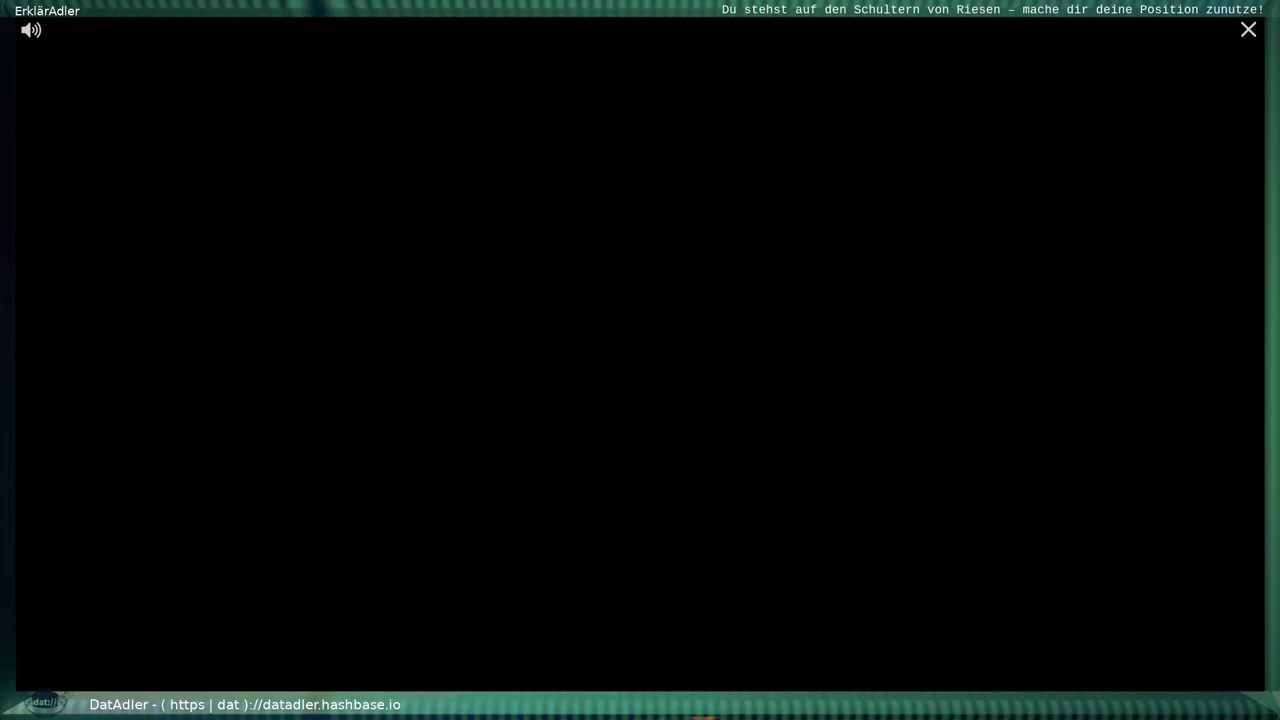 ErklärAdler
Du stehst auf den Schultern von Riesen – mache dir deine Position zunutze!
dat://
DatAdler - ( https | dat )://datadler.hashbase.io